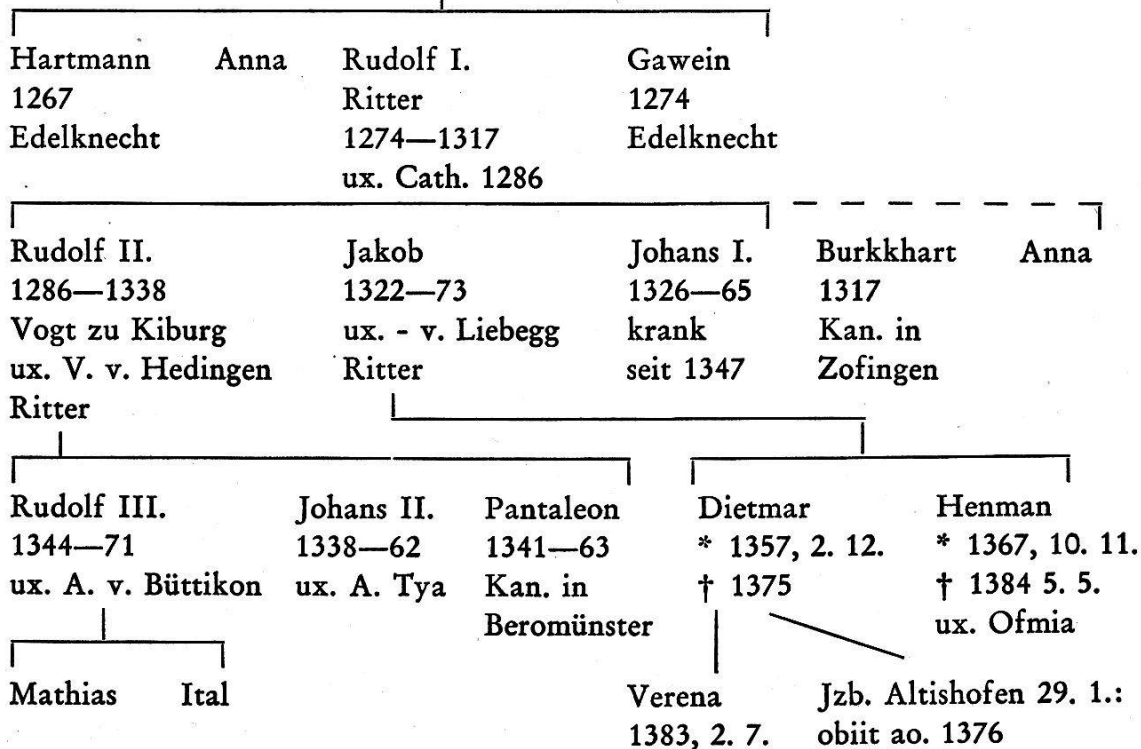 Hartmann Anna Rudolf I. Gawein
1267 Ritter 1274
Edelknecht 1274—1317 Edelknecht
ux. Cath. 1286
Rudolf II. Jakob Johans I. Burkkhart Anna
1286—1338 1322—73 1326—65 1317
Vogt zu Kiburg ux. - v. Liebegg krank Kan. in
ux. V. v. Hedingen Ritter seit 1347 Zofingen
Ritter
Rudolf III. Johans II. Pantaleon Dietmar Henman
1344—71 1338—62 1341—63 * 1357, 2. 12. * 1367, 10. 11.
ux. A. v. Büttikon ux. A. Tya Kan. in † 1375 † 1384 5. 5.
Beromünster ux. Ofmia
Mathias Ital Verena Jzb. Altishofen 29. 1.:
1383, 2. 7. obiit ao. 1376